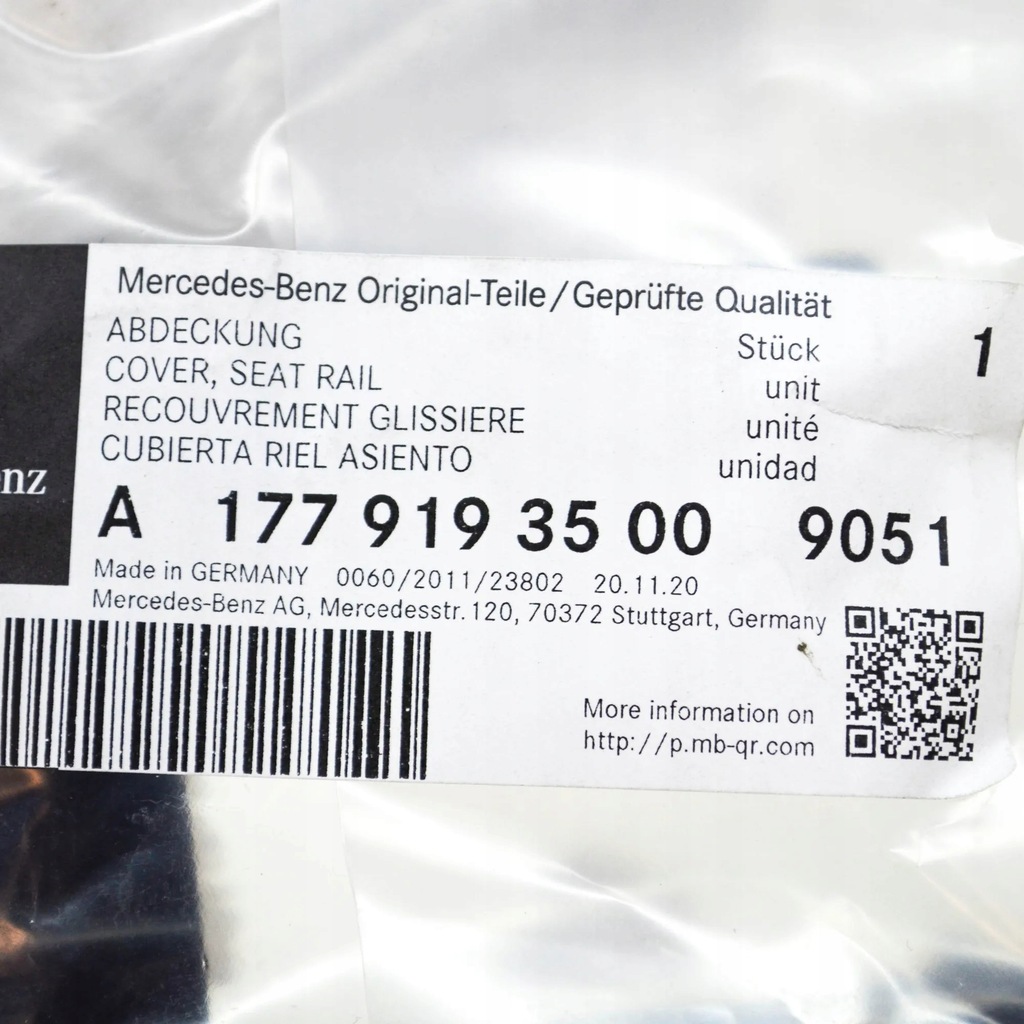 Mercedes-Benz Original-Teile/Geprüfte Qualität
ABDECKUNG Stück 1
COVER, SEAT RAIL unit
RECOUVREMENT GLISSIERE unité
CUBIERTA RIEL ASIENTO unidad
nz
A 177 919 35 00 9051
Made in GERMANY 0060/2011/23802 20.11.20
Mercedes-Benz AG, Mercedesstr. 120, 70372 Stuttgart, Germany
More information on
http://p.mb-qr.com